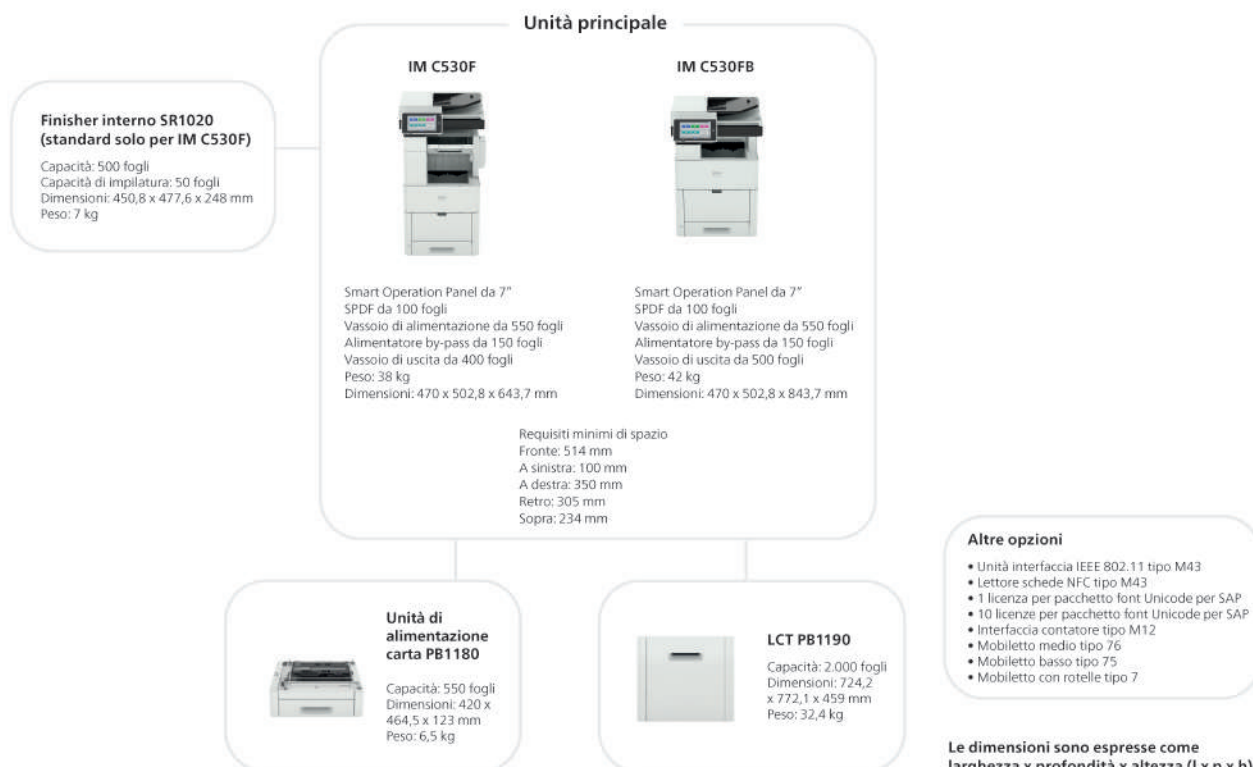 Unità principale
IM C530F
IM C530FB
Finisher interno SR1020
(standard solo per IM C530F)
Capacità: 500 fogli
Capacità di impilatura: 50 fogli
Dimensioni: 450,8 x 477,6 x 248 mm
Peso: 7 kg
Smart Operation Panel da 7"
SPDF da 100 fogli
Vassoio di alimentazione da 550 fogli
Alimentatore by-pass da 150 fogli
Vassoio di uscita da 400 fogli
Peso: 38 kg
Dimensioni: 470 x 502,8 x 643,7 mm
Smart Operation Panel da 7"
SPDF da 100 fogli
Vassoio di alimentazione da 550 fogli
Alimentatore by-pass da 150 fogli
Vassoio di uscita da 500 fogli
Peso: 42 kg
Dimensioni: 470 x 502,8 x 843,7 mm
Requisiti minimi di spazio
Fronte: 514 mm
A sinistra: 100 mm
A destra: 350 mm
Retro: 305 mm
Sopra: 234 mm
Unità di
alimentazione
carta PB1180
Capacità: 550 fogli
Dimensioni: 420 x
464,5 x 123 mm
Peso: 6,5 kg
LCT PB1190
Capacità: 2.000 fogli
Dimensioni: 724,2
x 772,1 x 459 mm
Peso: 32,4 kg
Altre opzioni
• Unità interfaccia IEEE 802.11 tipo M43
• Lettore schede NFC tipo M43
• 1 licenza per pacchetto font Unicode per SAP
• 10 licenze per pacchetto font Unicode per SAP
• Interfaccia contatore tipo M12
• Mobiletto medio tipo 76
• Mobiletto basso tipo 75
• Mobiletto con rotelle tipo 7
Le dimensioni sono espresse come
larghezza x profondità x altezza (l x p x h)